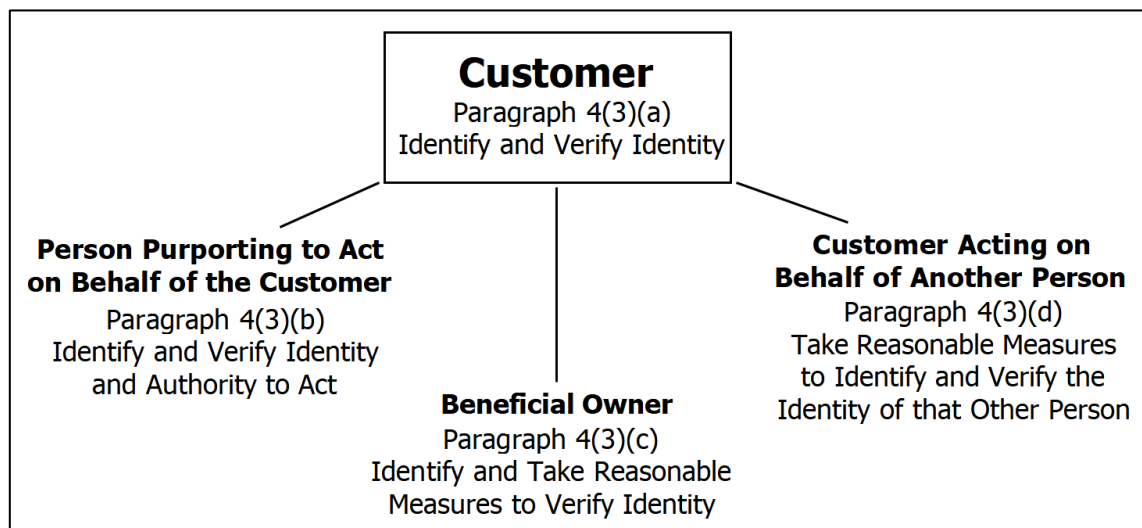 Customer
Paragraph 4(3)(a)
Identify and Verify Identity
Person Purporting to Act
on Behalf of the Customer
Paragraph 4(3)(b)
Identify and Verify Identity
and Authority to Act
Beneficial Owner
Paragraph 4(3)(c)
Identify and Take Reasonable
Measures to Verify Identity
Customer Acting on
Behalf of Another Person
Paragraph 4(3)(d)
Take Reasonable Measures
to Identify and Verify the
Identity of that Other Person